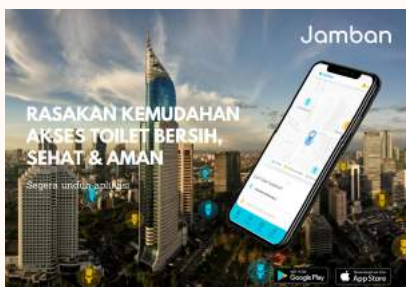 Jamban
RASAKAN KEMUDAHAN
AKSES TOILET BERSIH,
SEHAT & AMAN
Segera unduh aplikasi
Google Play
App Store